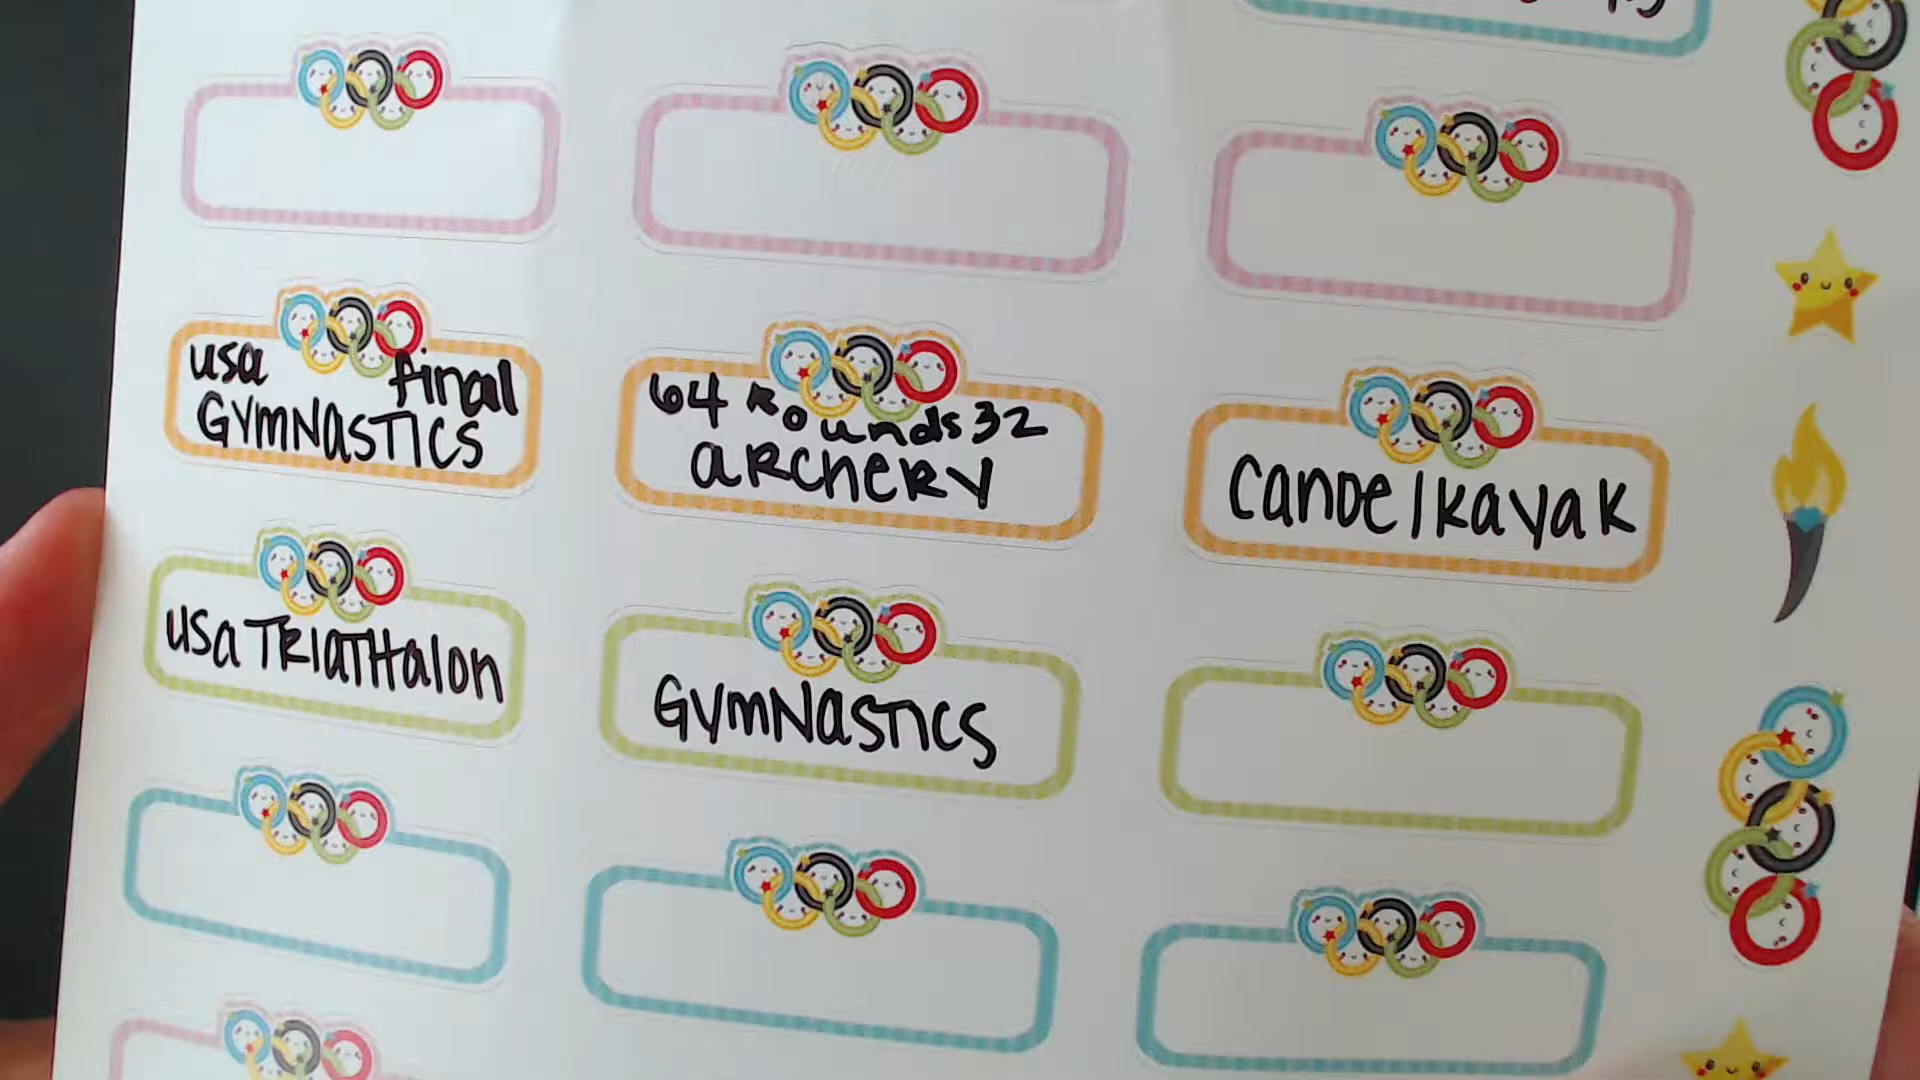 usa final
GYMNASTICS
64 ROunds 32
aRCheRy
Canoe/kayak
usa TRIATHalon
GYMNASTICS